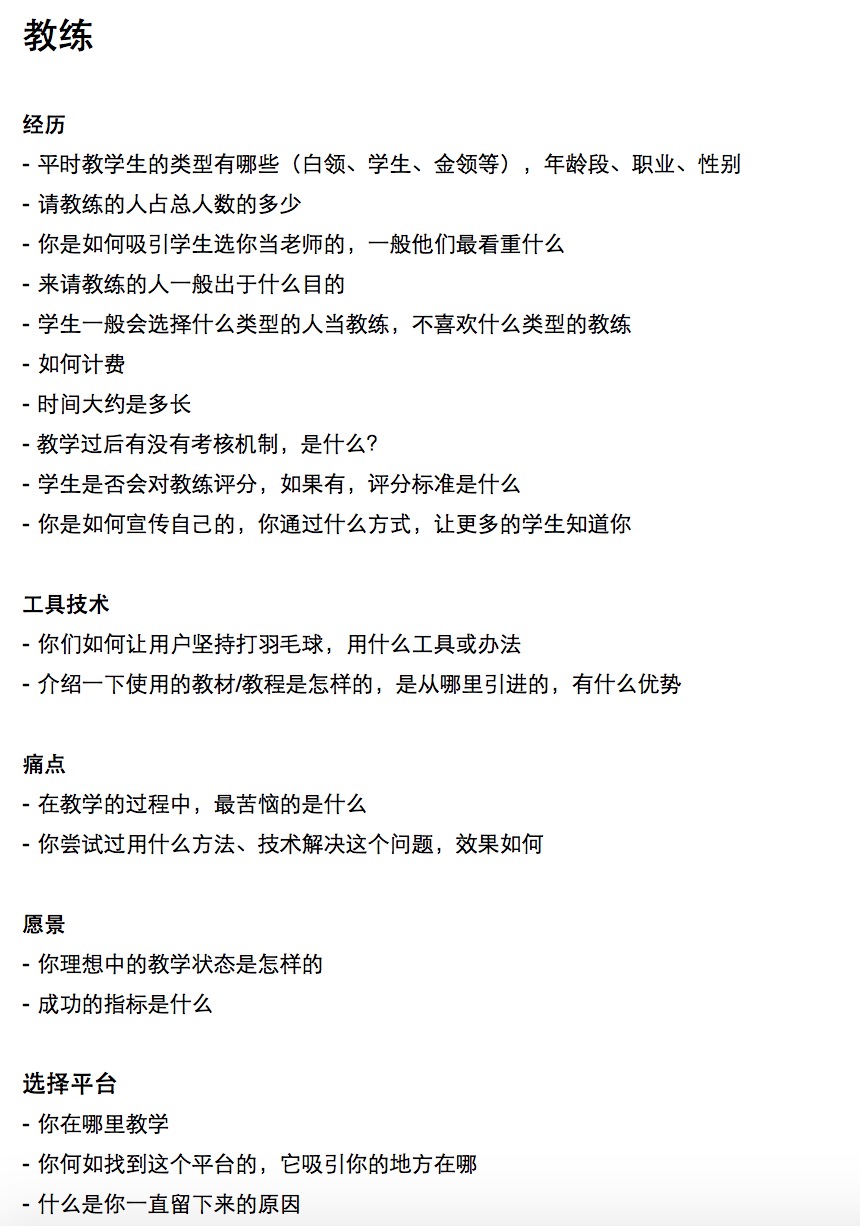 教练
经历
- 平时教学生的类型有哪些（白领、学生、金领等），年龄段、职业、性别
- 请教练的人占总人数的多少
- 你是如何吸引学生选你当老师的，一般他们最看重什么
- 来请教练的人一般出于什么目的
- 学生一般会选择什么类型的人当教练，不喜欢什么类型的教练
- 如何计费
- 时间大约是多长
- 教学过后有没有考核机制，是什么？
- 学生是否会对教练评分，如果有，评分标准是什么
- 你是如何宣传自己的，你通过什么方式，让更多的学生知道你
工具技术
- 你们如何让用户坚持打羽毛球，用什么工具或办法
- 介绍一下使用的教材/教程是怎样的，是从哪里引进的，有什么优势
痛点
- 在教学的过程中，最苦恼的是什么
- 你尝试过用什么方法、技术解决这个问题，效果如何
愿景
- 你理想中的教学状态是怎样的
- 成功的指标是什么
选择平台
- 你在哪里教学
- 你何如找到这个平台的，它吸引你的地方在哪
- 什么是你一直留下来的原因